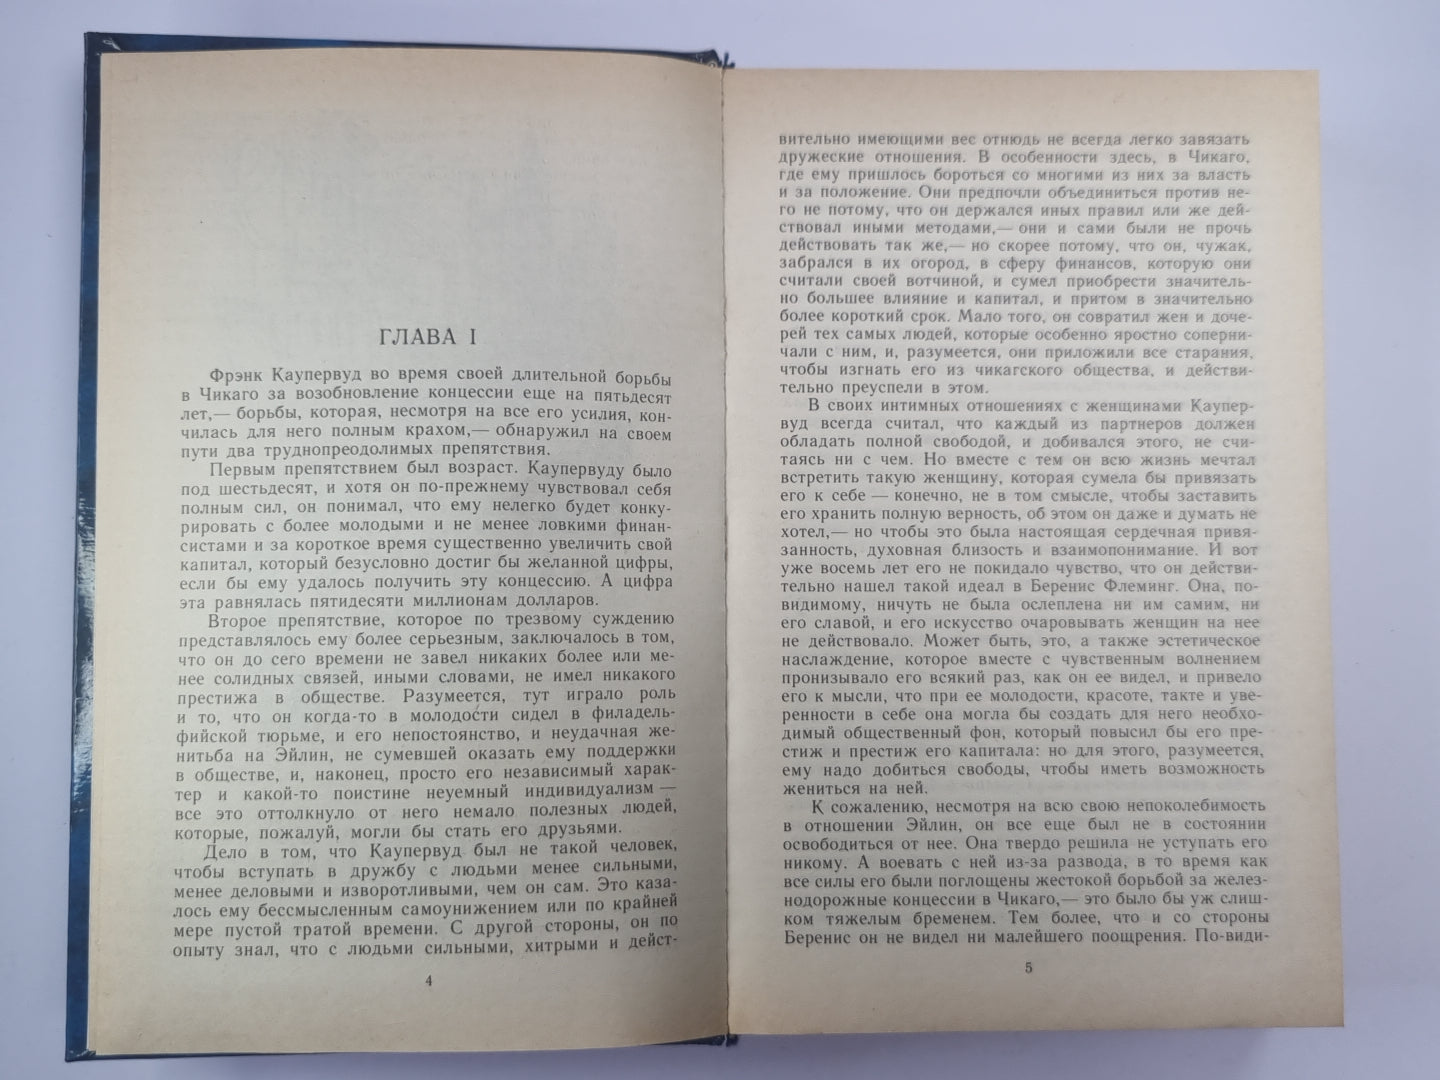 ГЛАВА I
Фрэнк Каупервуд во время своей длительной борьбы
в Чикаго за возобновление концессии еще на пятьдесят
лет,— борьбы, которая, несмотря на все его усилия, кон-
чилась для него полным крахом,— обнаружил на своем
пути два труднопреодолимых препятствия.
Первым препятствием был возраст. Каупервуду было
под шестьдесят, и хотя он по-прежнему чувствовал себя
полным сил, он понимал, что ему нелегко будет конку-
рировать с более молодыми и не менее ловкими финан-
систами и за короткое время существенно увеличить свой
капитал, который безусловно достиг бы желанной цифры,
если бы ему удалось получить эту концессию. А цифра
эта равнялась пятидесяти миллионам долларов.
Второе препятствие, которое по трезвому суждению
представлялось ему более серьезным, заключалось в том,
что он до сего времени не завел никаких более или ме-
нее солидных связей, иными словами, не имел никакого
престижа в обществе. Разумеется, тут играло роль
и то, что он когда-то в молодости сидел в филадель-
фийской тюрьме, и его непостоянство, и неудачная же-
нитьба на Эйлин, не сумевшей оказать ему поддержки
в обществе, и, наконец, просто его независимый харак-
тер и какой-то поистине неуемный индивидуализм —
все это оттолкнуло от него немало полезных людей,
которые, пожалуй, могли бы стать его друзьями.
Дело в том, что Каупервуд был не такой человек,
чтобы вступать в дружбу с людьми менее сильными,
менее деловыми и изворотливыми, чем он сам. Это каза-
лось ему бессмысленным самоунижением или по крайней
мере пустой тратой времени. С другой стороны, он по
опыту знал, что с людьми сильными, хитрыми и дейст-
4
вительно имеющими вес отнюдь не всегда легко завязать
дружеские отношения. В особенности здесь, в Чикаго,
где ему пришлось бороться со многими из них за власть
и за положение. Они предпочли объединиться против не-
го не потому, что он держался иных правил или же дей-
ствовал иными методами,— они и сами были не прочь
действовать так же,— но скорее потому, что он, чужак,
забрался в их огород, в сферу финансов, которую они
считали своей вотчиной, и сумел приобрести значитель-
но большее влияние и капитал, и притом в значительно
более короткий срок. Мало того, он совратил жен и доче-
рей тех самых людей, которые особенно яростно соперни-
чали с ним, и, разумеется, они приложили все старания,
чтобы изгнать его из чикагского общества, и действи-
тельно преуспели в этом.
В своих интимных отношениях с женщинами Каупер-
вуд всегда считал, что каждый из партнеров должен
обладать полной свободой, и добивался этого, не счи-
таясь ни с чем. Но вместе с тем он всю жизнь мечтал
встретить такую женщину, которая сумела бы привязать
его к себе — конечно, не в том смысле, чтобы заставить
его хранить полную верность, об этом он даже и думать не
хотел,— но чтобы это была настоящая сердечная привя-
занность, духовная близость и взаимопонимание. И вот
уже восемь лет его не покидало чувство, что он действи-
тельно нашел такой идеал в Беренис Флеминг. Она, по-
видимому, ничуть не была ослеплена ни им самим, ни
его славой, и его искусство очаровывать женщин на нее
не действовало. Может быть, это, а также эстетическое
наслаждение, которое вместе с чувственным волнением
пронизывало его всякий раз, как он ее видел, и привело
его к мысли, что при ее молодости, красоте, такте и уве-
ренности в себе она могла бы создать для него необхо-
димый общественный фон, который повысил бы его пре-
стиж и престиж его капитала: но для этого, разумеется,
ему надо добиться свободы, чтобы иметь возможность
жениться на ней.
К сожалению, несмотря на всю свою непоколебимость
в отношении Эйлин, он все еще был не в состоянии
освободиться от нее. Она твердо решила не уступать его
никому. А воевать с ней из-за развода, в то время как
все силы его были поглощены жестокой борьбой за желез-
нодорожные концессии в Чикаго,— это было бы уж слиш-
ком тяжелым бременем. Тем более, что и со стороны
Беренис он не видел ни малейшего поощрения. По-види-
5